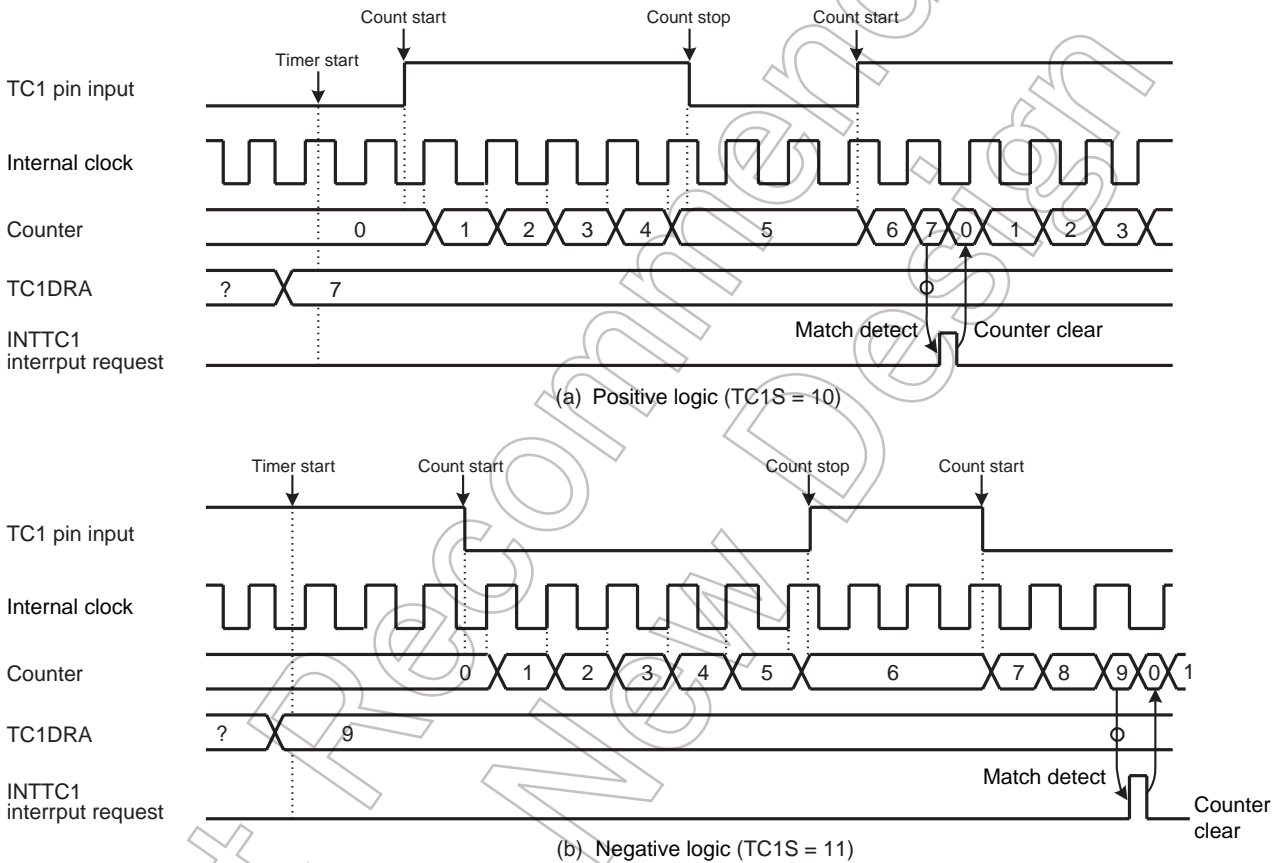 Count start
Count stop
Count start
Timer start
TC1 pin input
Internal clock
Counter
0 1 2 3 4 5 6 7 0 1 2 3
TC1DRA
? 7
Match detect
Counter clear
INTTC1
interrput request
(a) Positive logic (TC1S = 10)
Timer start
Count start
Count stop
Count start
TC1 pin input
Internal clock
Counter
0 1 2 3 4 5 6 7 8 9 0 1
TC1DRA
? 9
Match detect
INTTC1
interrput request
Counter
clear
(b) Negative logic (TC1S = 11)
New Design